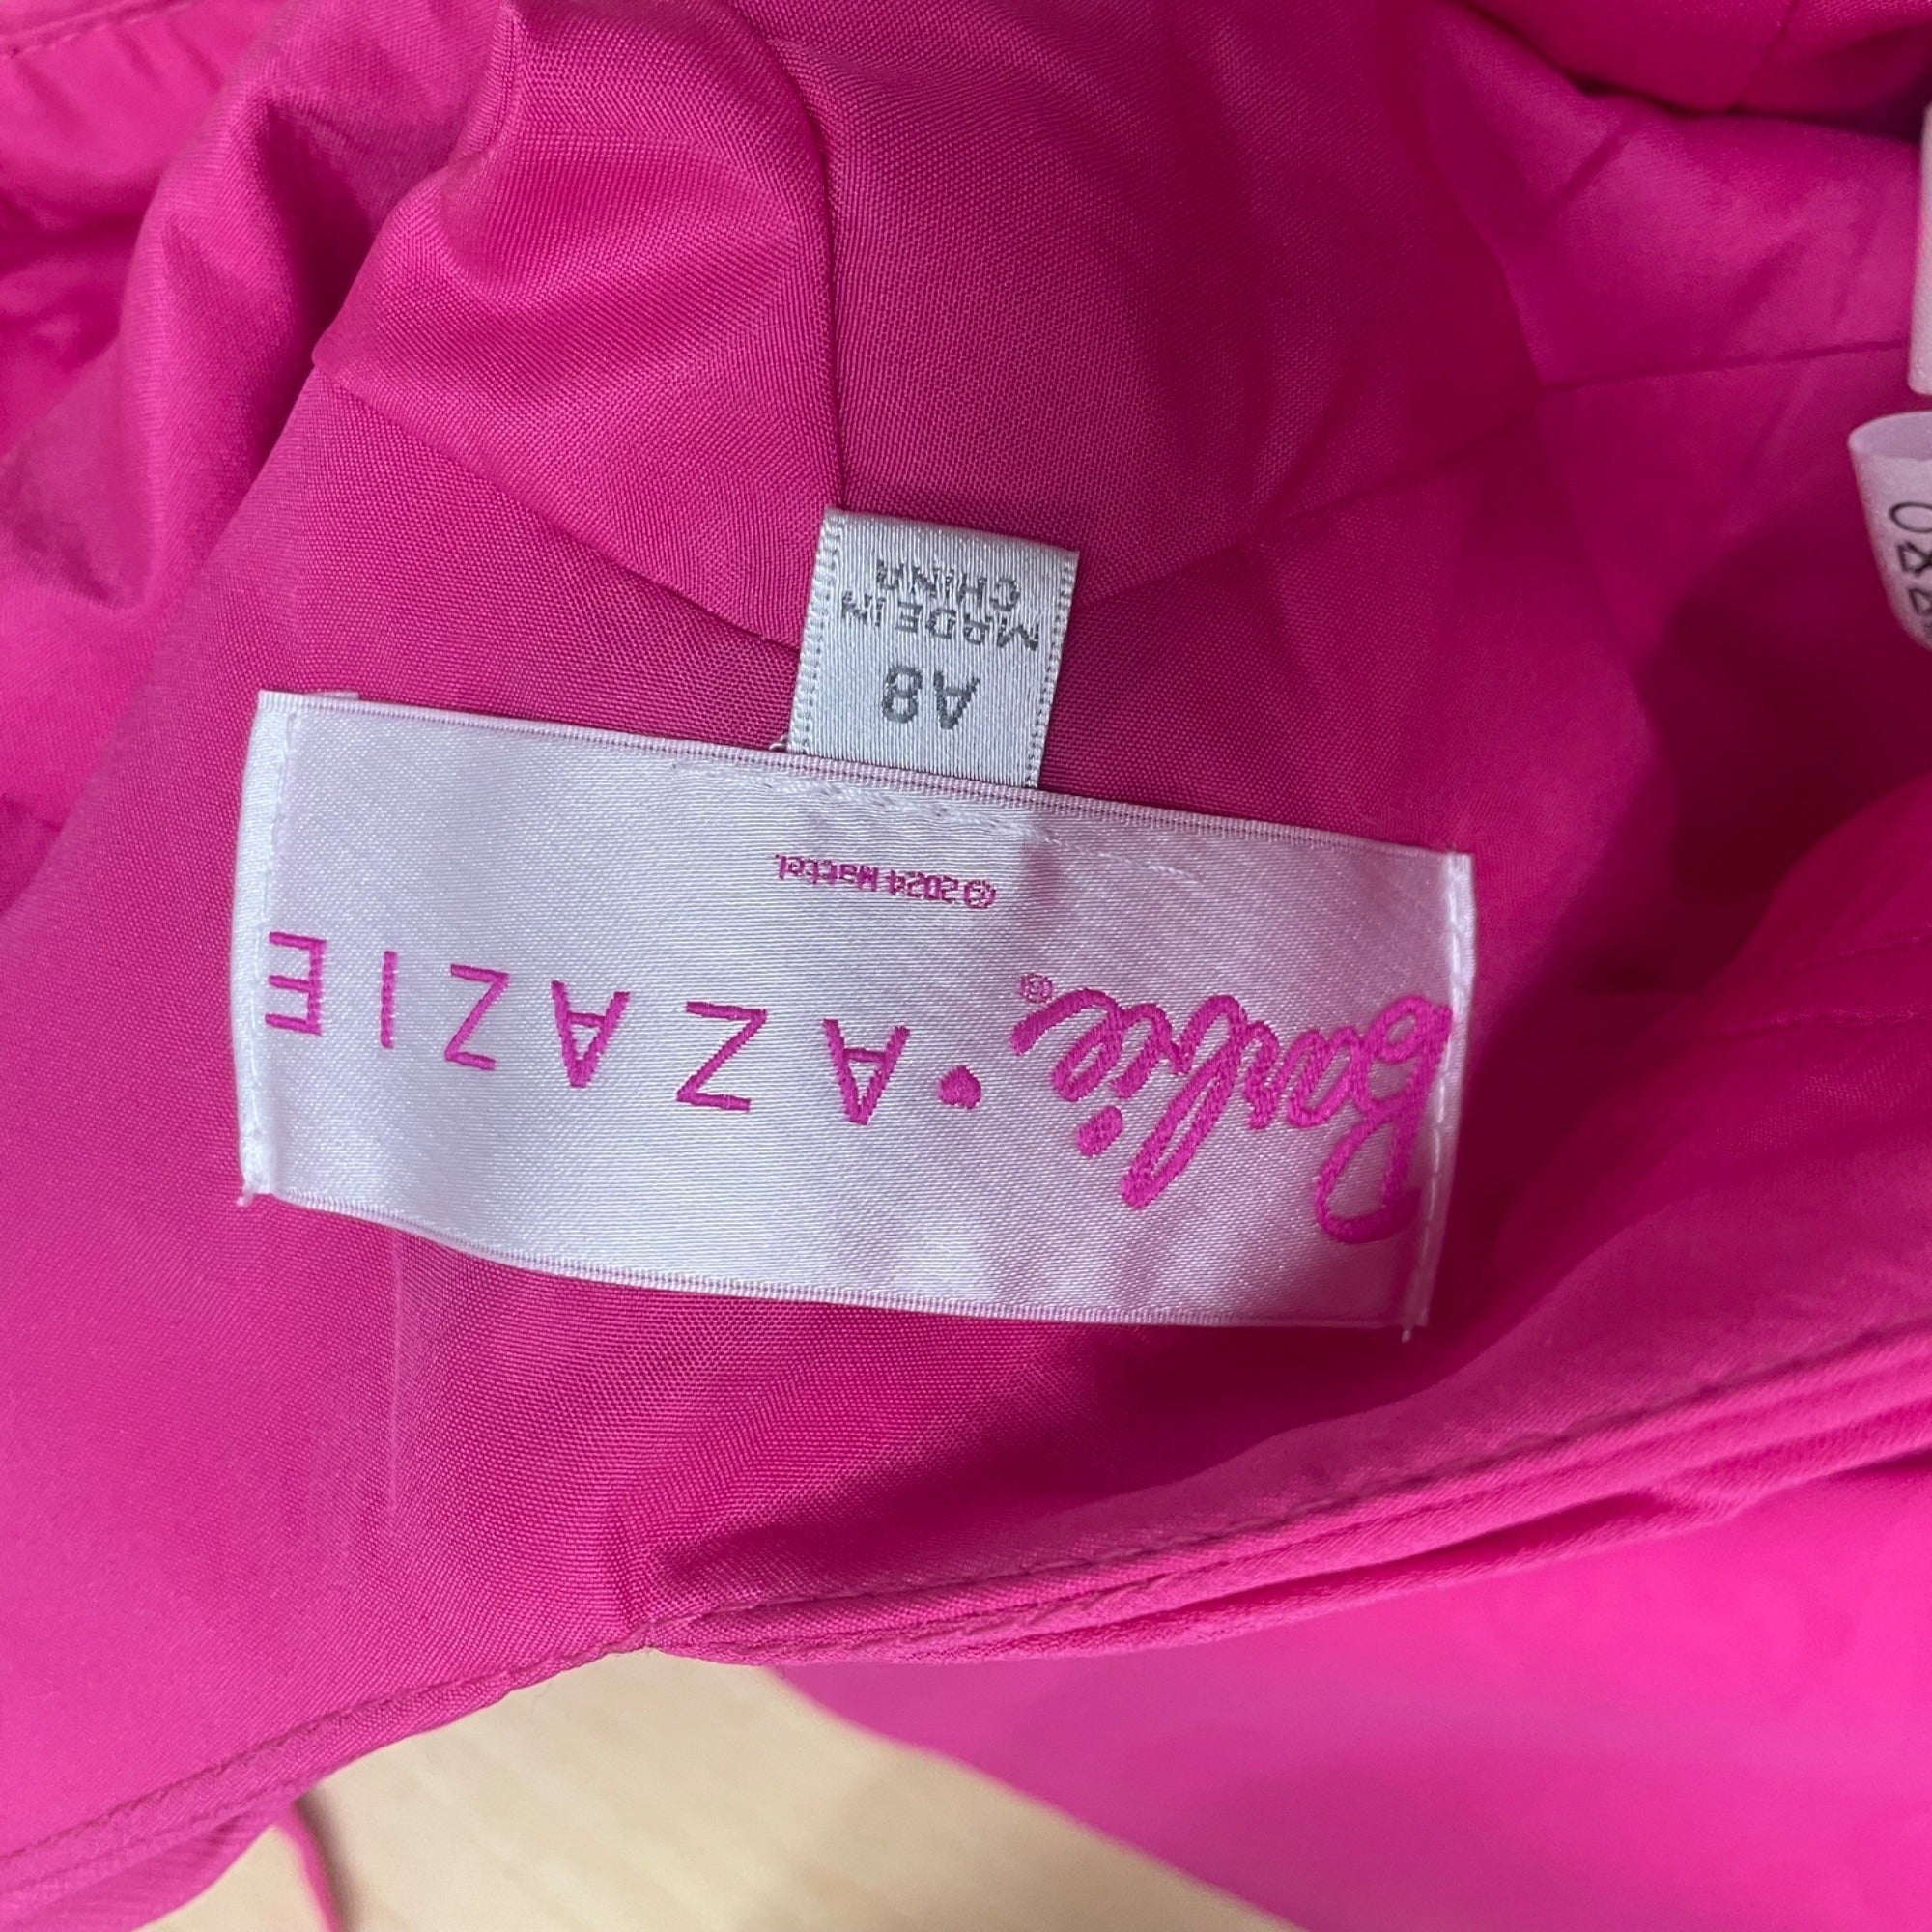 Barbie® ♥ AZAZIE
© 2024 Mattel.
A8
MADE IN
CHINA